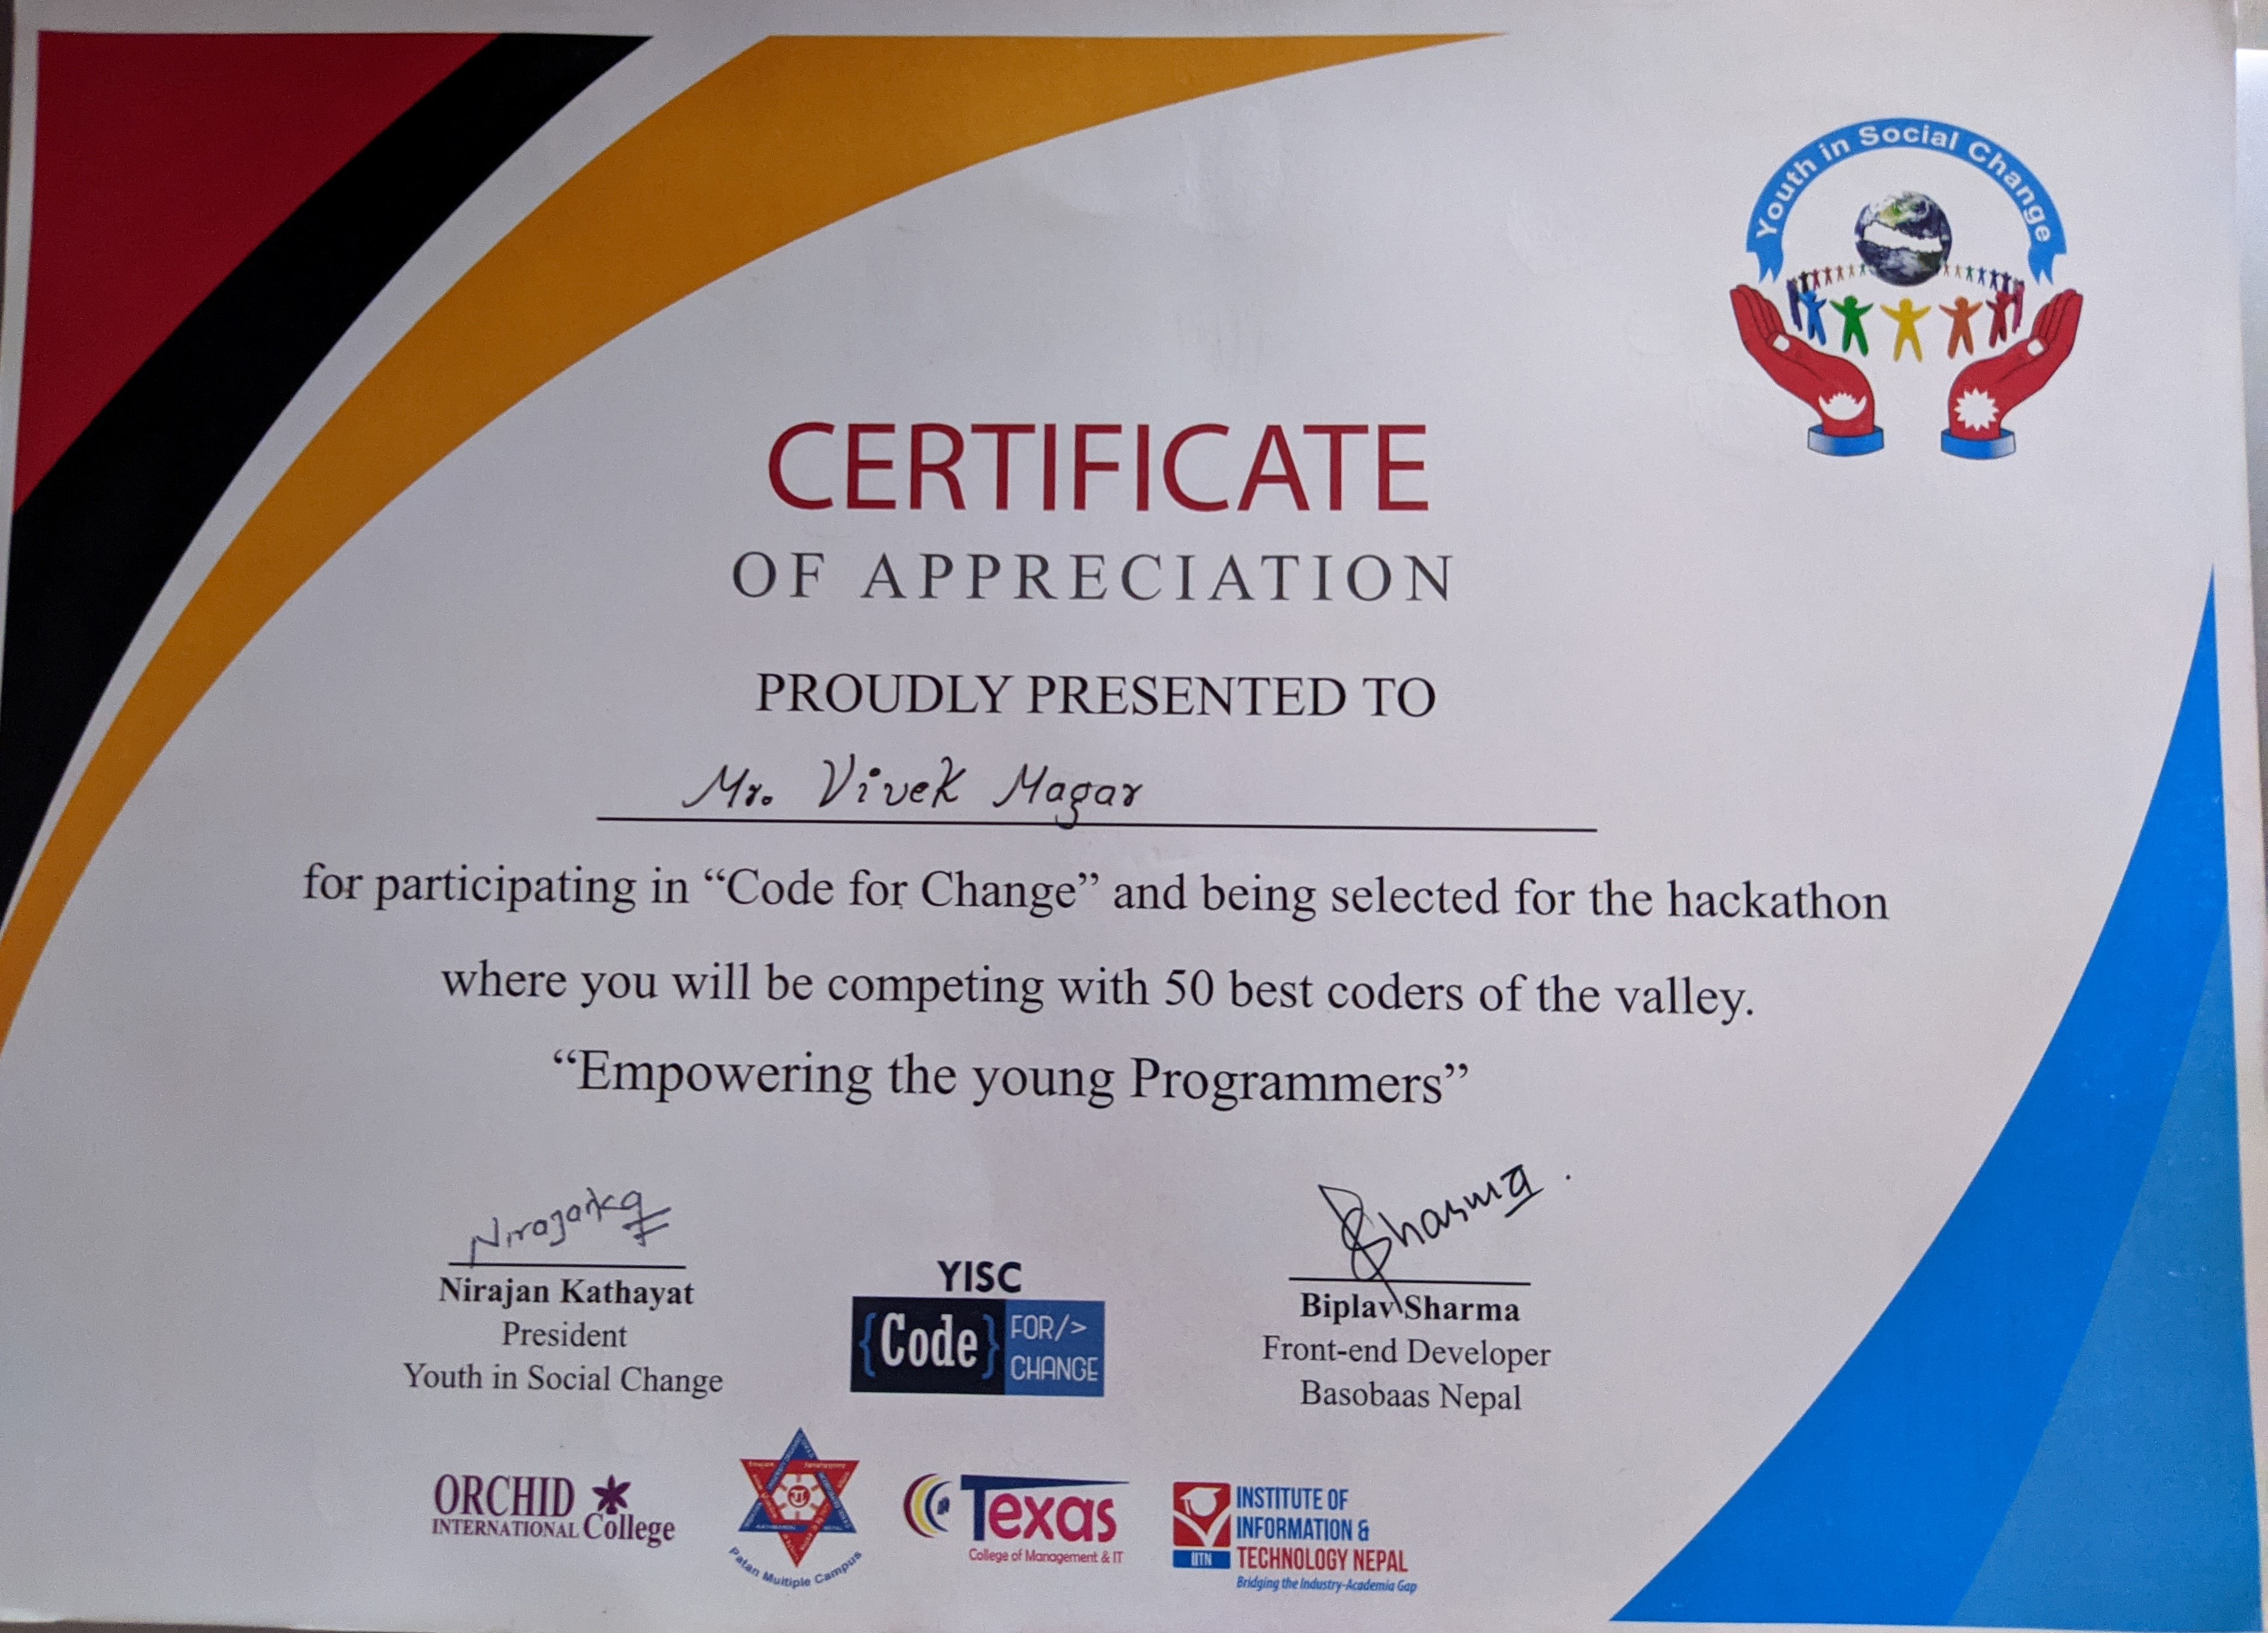 Youth in Social Change
CERTIFICATE
OF APPRECIATION
PROUDLY PRESENTED TO
Mr. Vivek Magar
for participating in “Code for Change” and being selected for the hackathon
where you will be competing with 50 best coders of the valley.
“Empowering the young Programmers”
Sharma
Nirajan Kathayat
President
Youth in Social Change
YISC
{Code} FOR/>
CHANGE
Biplav Sharma
Front-end Developer
Basobaas Nepal
ORCHID
INTERNATIONAL College
Patan Multiple Campus
Texas
College of Management & IT
INSTITUTE OF
INFORMATION &
IITN TECHNOLOGY NEPAL
Bridging the Industry-Academia Gap